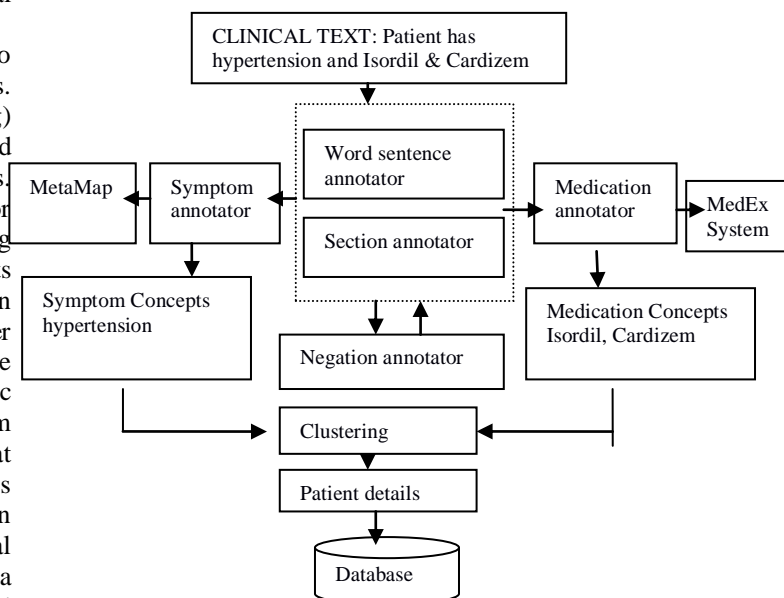 CLINICAL TEXT: Patient has
hypertension and Isordil & Cardizem
Word sentence
annotator
Section annotator
MetaMap
Symptom
annotator
Medication
annotator
MedEx
System
Symptom Concepts
hypertension
Negation annotator
Medication Concepts
Isordil, Cardizem
Clustering
Patient details
Database